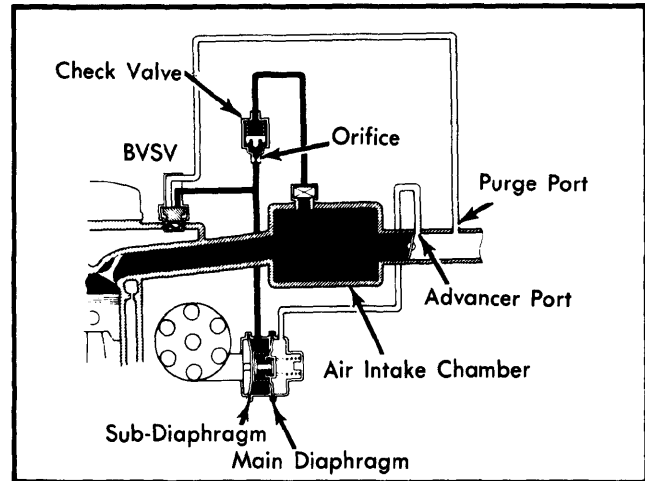 Check Valve
Orifice
BVSV
Purge Port
Advancer Port
Air Intake Chamber
Sub-Diaphragm
Main Diaphragm